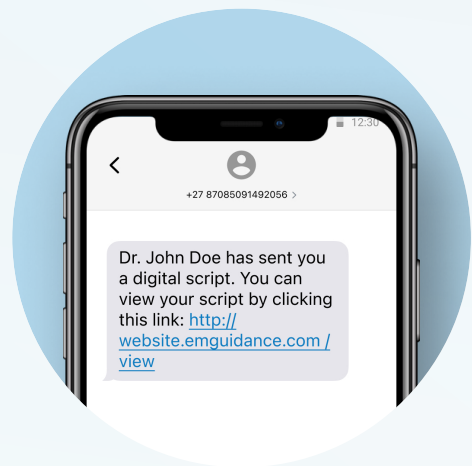 12:30
+27 87085091492056 >
Dr. John Doe has sent you
a digital script. You can
view your script by clicking
this link: http://
website.emguidance.com /
view